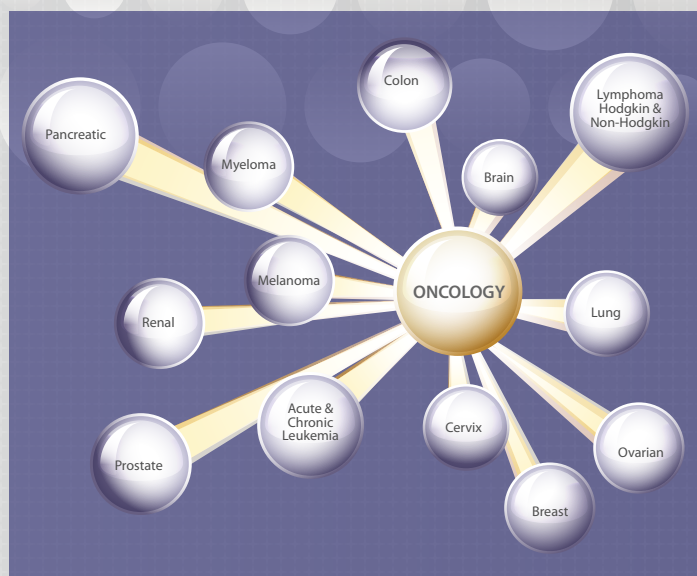 Colon
Lymphoma
Hodgkin &
Non-Hodgkin
Pancreatic
Myeloma
Brain
Melanoma
ONCOLOGY
Renal
Lung
Acute &
Chronic
Leukemia
Cervix
Ovarian
Prostate
Breast